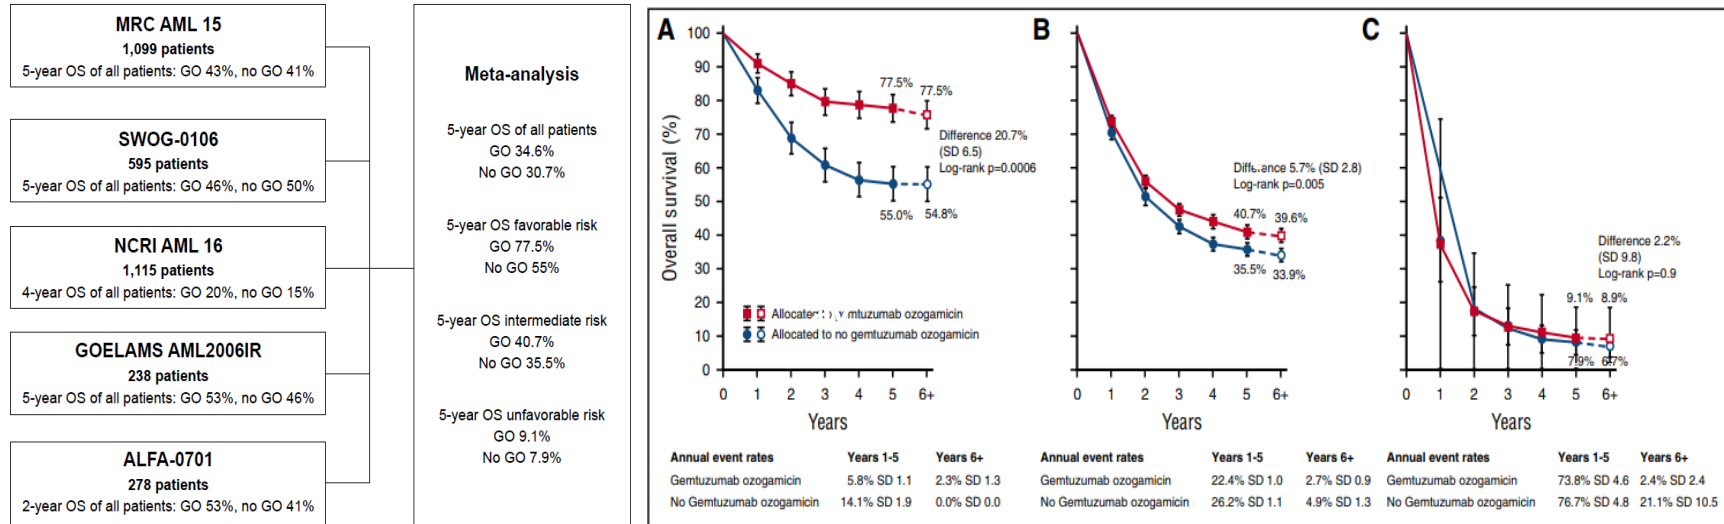 MRC AML 15
1,099 patients
5-year OS of all patients: GO 43%, no GO 41%
SWOG-0106
595 patients
5-year OS of all patients: GO 46%, no GO 50%
NCRI AML 16
1,115 patients
4-year OS of all patients: GO 20%, no GO 15%
GOELAMS AML2006IR
238 patients
5-year OS of all patients: GO 53%, no GO 46%
ALFA-0701
278 patients
2-year OS of all patients: GO 53%, no GO 41%
Meta-analysis
5-year OS of all patients
GO 34.6%
No GO 30.7%
5-year OS favorable risk
GO 77.5%
No GO 55%
5-year OS intermediate risk
GO 40.7%
No GO 35.5%
5-year OS unfavorable risk
GO 9.1%
No GO 7.9%
A
Overall survival (%)
100
90
80
70
60
50
40
30
20
10
0
77.5%
77.5%
Difference 20.7%
(SD 6.5)
Log-rank p=0.0006
55.0%
54.8%
Allocated mtuzumab ozogamicin
Allocated to no gemtuzumab ozogamicin
0 1 2 3 4 5 6+
Years
B
Difference 5.7% (SD 2.8)
Log-rank p=0.005
40.7% 39.6%
35.5% 33.9%
0 1 2 3 4 5 6+
Years
C
Difference 2.2%
(SD 9.8)
Log-rank p=0.9
9.1% 8.9%
7.9% 6.7%
0 1 2 3 4 5 6+
Years
Annual event rates Years 1-5 Years 6+
Gemtuzumab ozogamicin 5.8% SD 1.1 2.3% SD 1.3
No Gemtuzumab ozogamicin 14.1% SD 1.9 0.0% SD 0.0
Annual event rates Years 1-5 Years 6+
Gemtuzumab ozogamicin 22.4% SD 1.0 2.7% SD 0.9
No Gemtuzumab ozogamicin 26.2% SD 1.1 4.9% SD 1.3
Annual event rates Years 1-5 Years 6+
Gemtuzumab ozogamicin 73.8% SD 4.6 2.4% SD 2.4
No Gemtuzumab ozogamicin 76.7% SD 4.8 21.1% SD 10.5